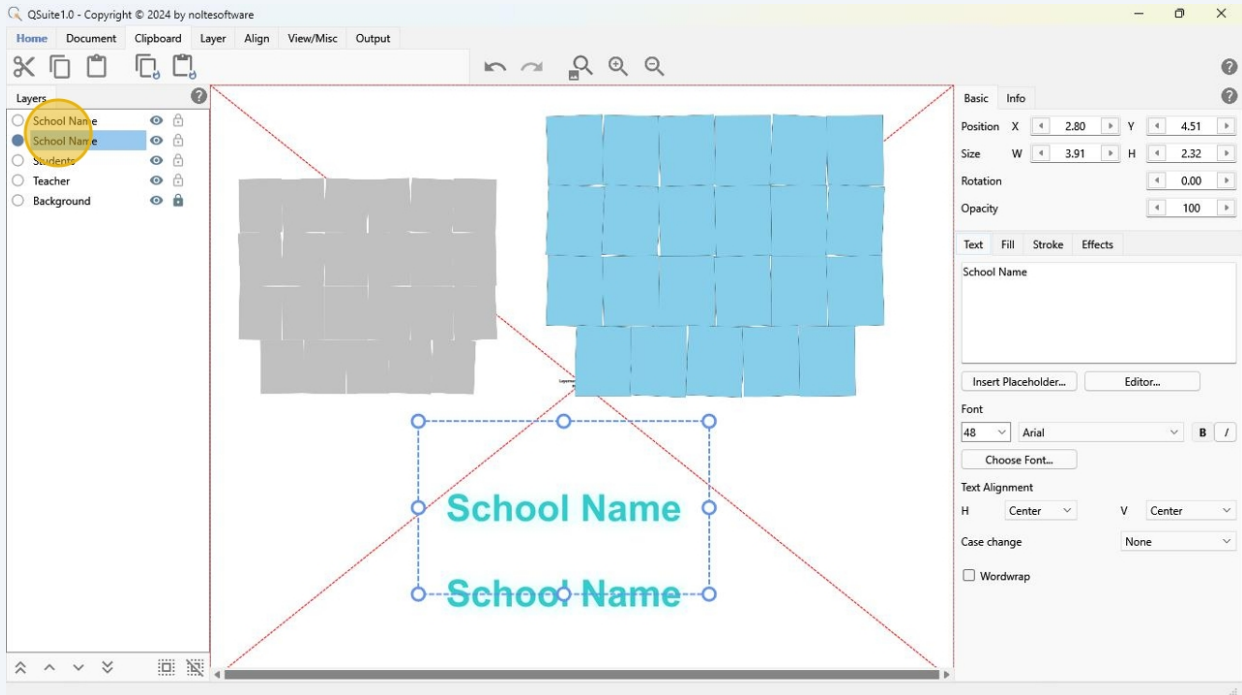 QSuite1.0 - Copyright © 2024 by noltesoftware
Home Document Clipboard Layer Align View/Misc Output
Layers
School Name
School Name
Students
Teacher
Background
School Name
School Name
Basic Info
Position X 2.80 Y 4.51
Size W 3.91 H 2.32
Rotation 0.00
Opacity 100
Text Fill Stroke Effects
School Name
Insert Placeholder... Editor...
Font
48 Arial B I
Choose Font...
Text Alignment
H Center V Center
Case change None
Wordwrap